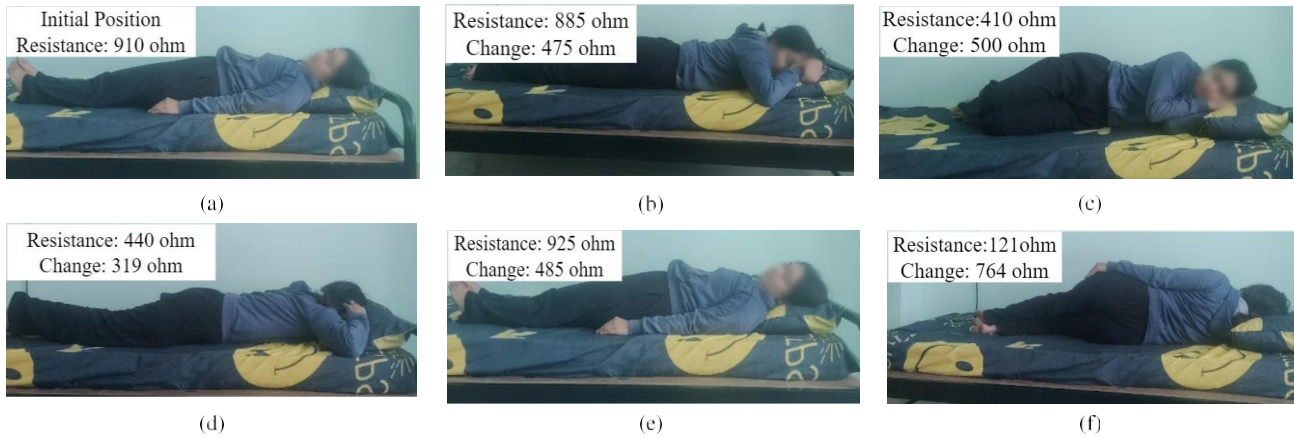 Initial Position
Resistance: 910 ohm
Resistance: 885 ohm
Change: 475 ohm
Resistance:410 ohm
Change: 500 ohm
(a)
(b)
(c)
Resistance: 440 ohm
Change: 319 ohm
Resistance: 925 ohm
Change: 485 ohm
Resistance:121ohm
Change: 764 ohm
(d)
(e)
(f)